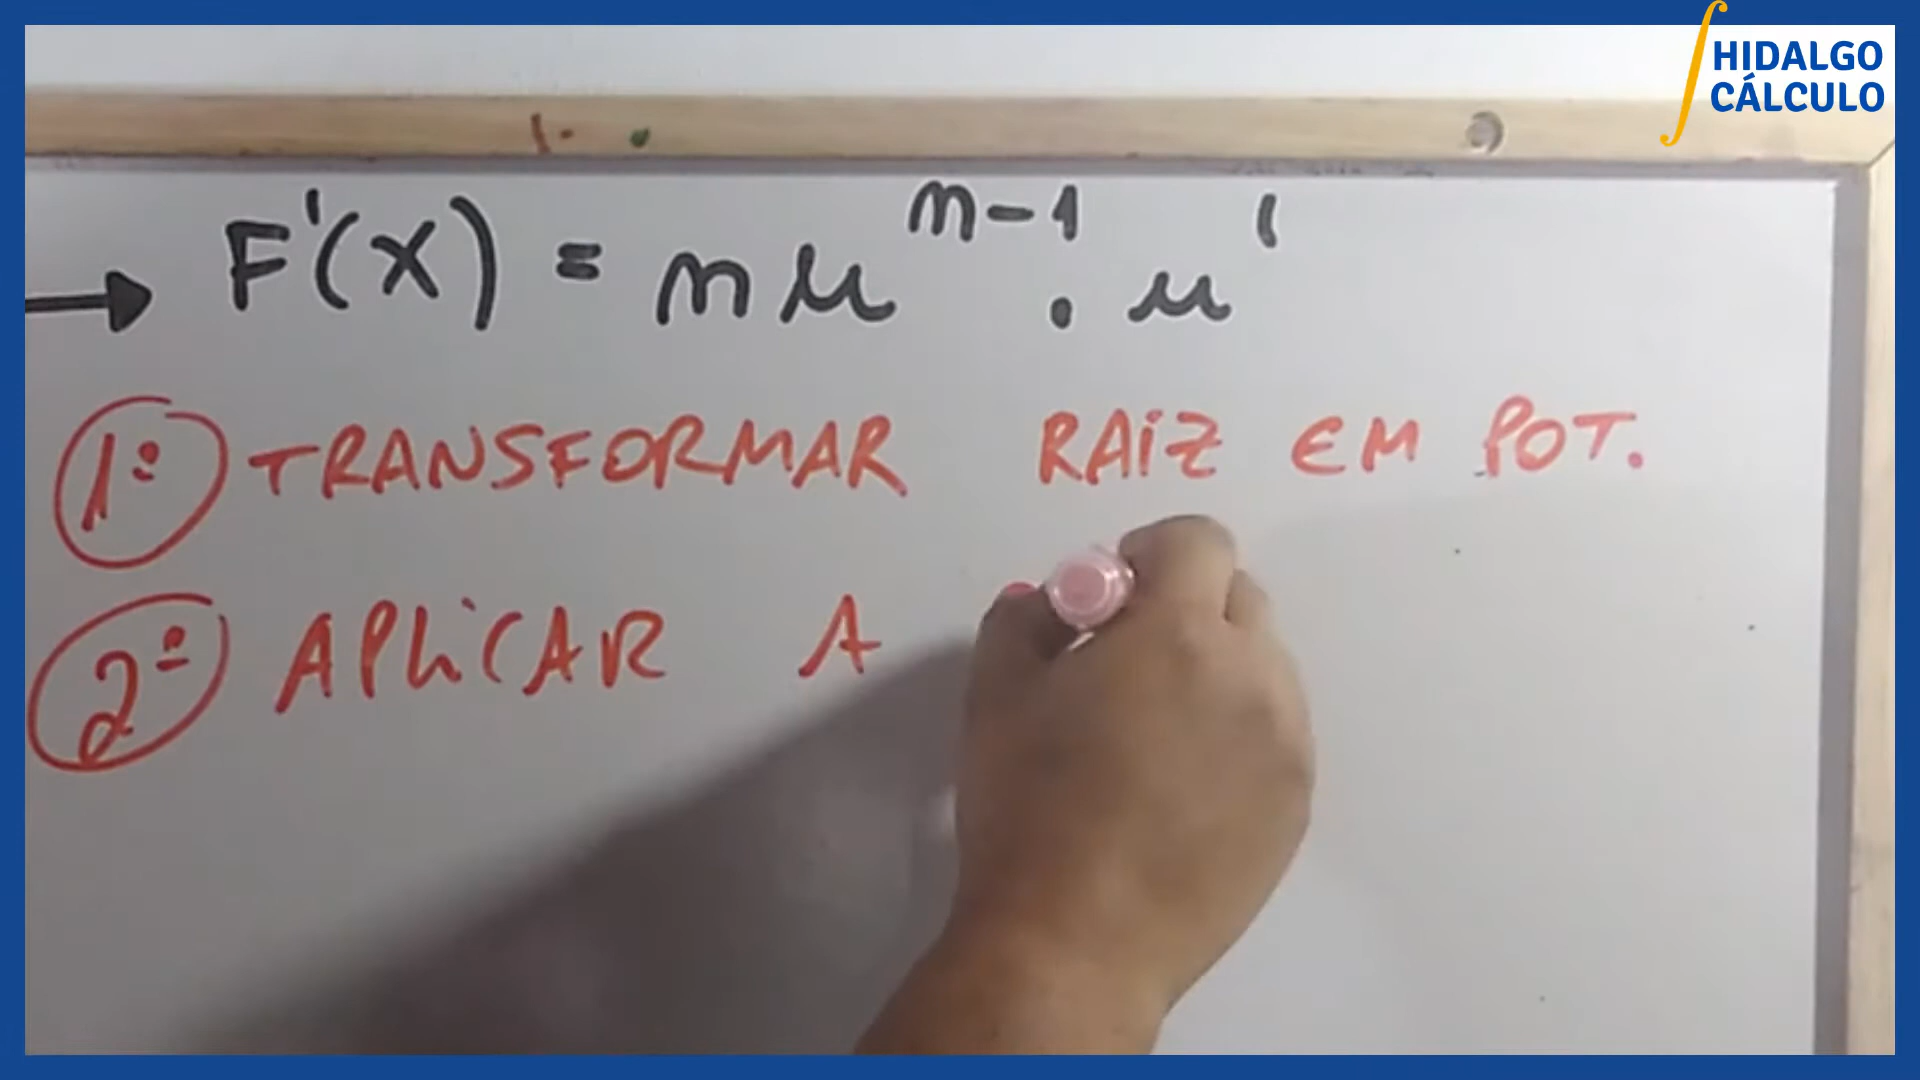 HIDALGO
CÁLCULO
→ F'(X) = nu^{n-1} . u'
1º TRANSFORMAR RAIZ EM POT.
2º APLICAR A